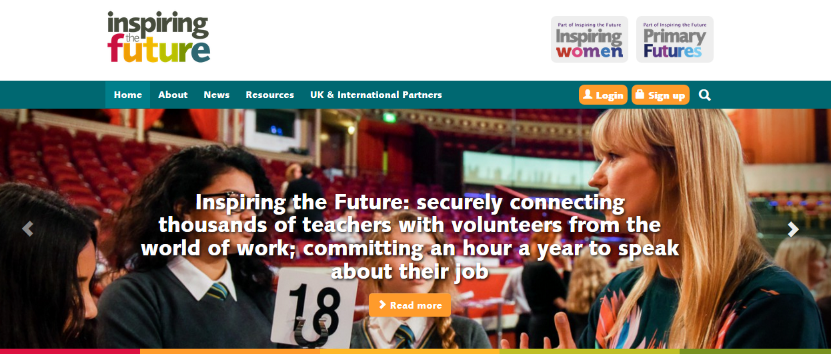 inspiring
the
future
Part of Inspiring the Future
Inspiring
women
Part of Inspiring the Future
Primary
Futures
Home About News Resources UK & International Partners Login Sign up
Inspiring the Future: securely connecting
thousands of teachers with volunteers from the
world of work; committing an hour a year to speak
about their job
18
Read more